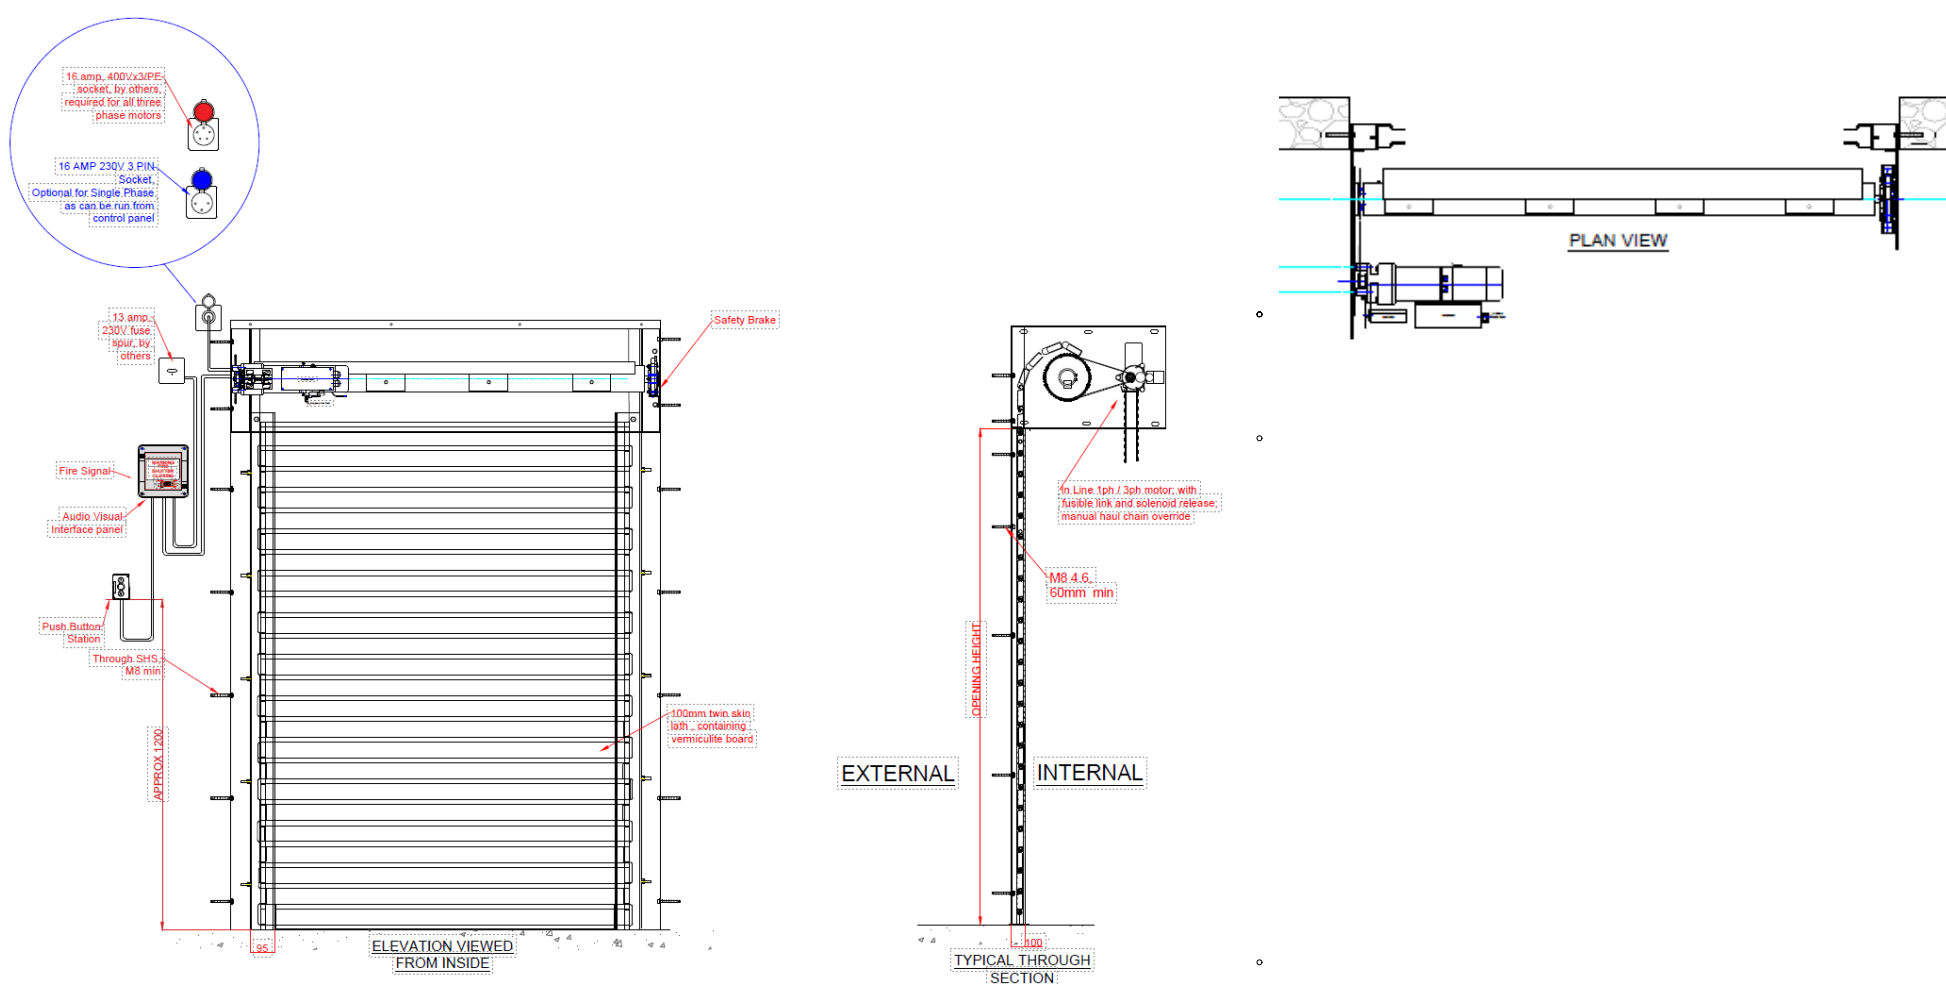 16 amp, 400Vx3/PE
socket, by others,
required for all three
phase motors
16 AMP 230V 3 PIN
Socket,
Optional for Single Phase
as can be run from
control panel
13 amp,
230V fuse
spur, by
others
Safety Brake
Fire Signal
Audio Visual
Interface panel
Push Button
Station
Through SHS,
M8 min
APPROX 1200
100mm twin skin
lath , containing
vermiculite board
95
ELEVATION VIEWED
FROM INSIDE
In Line 1ph / 3ph motor, with
fusible link and solenoid release,
manual haul chain override
M8 4.6,
60mm min
OPENING HEIGHT
EXTERNAL
INTERNAL
100
TYPICAL THROUGH
SECTION
PLAN VIEW